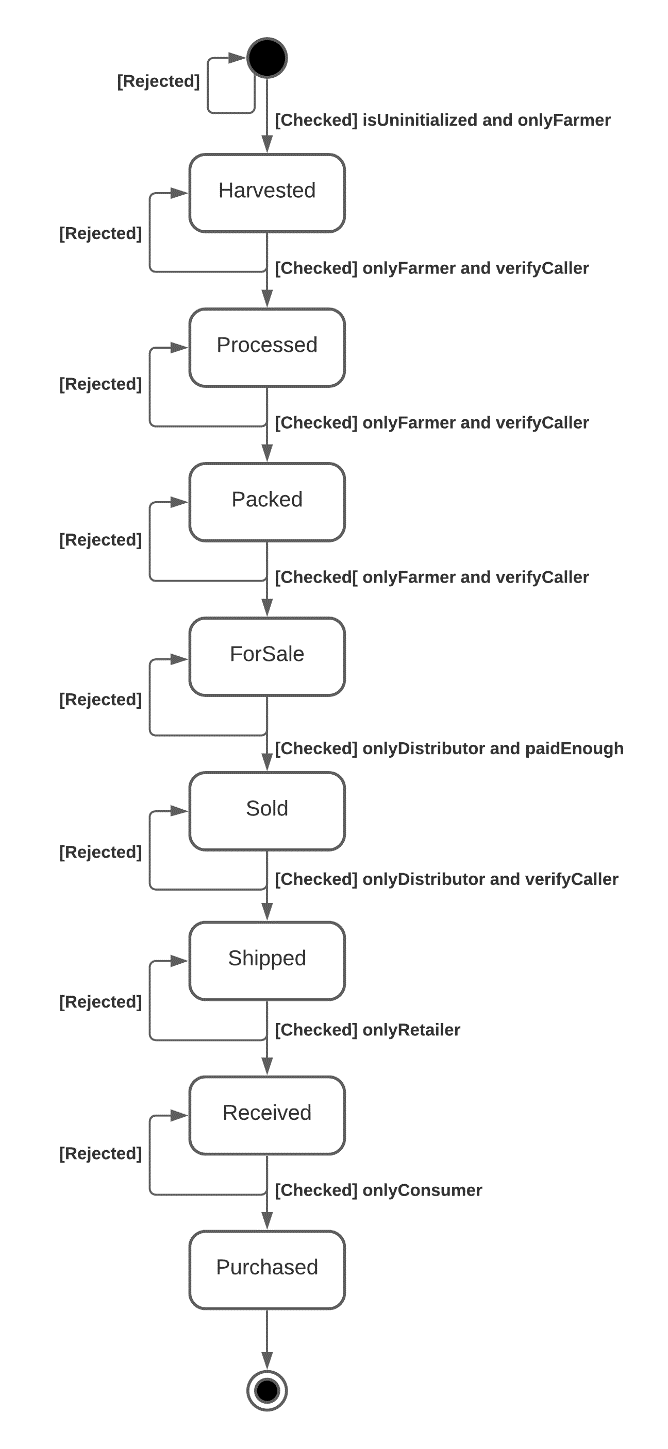 [Rejected]
[Checked] isUninitialized and onlyFarmer
Harvested
[Rejected]
[Checked] onlyFarmer and verifyCaller
Processed
[Rejected]
[Checked] onlyFarmer and verifyCaller
Packed
[Rejected]
[Checked[ onlyFarmer and verifyCaller
ForSale
[Rejected]
[Checked] onlyDistributor and paidEnough
Sold
[Rejected]
[Checked] onlyDistributor and verifyCaller
Shipped
[Rejected]
[Checked] onlyRetailer
Received
[Rejected]
[Checked] onlyConsumer
Purchased